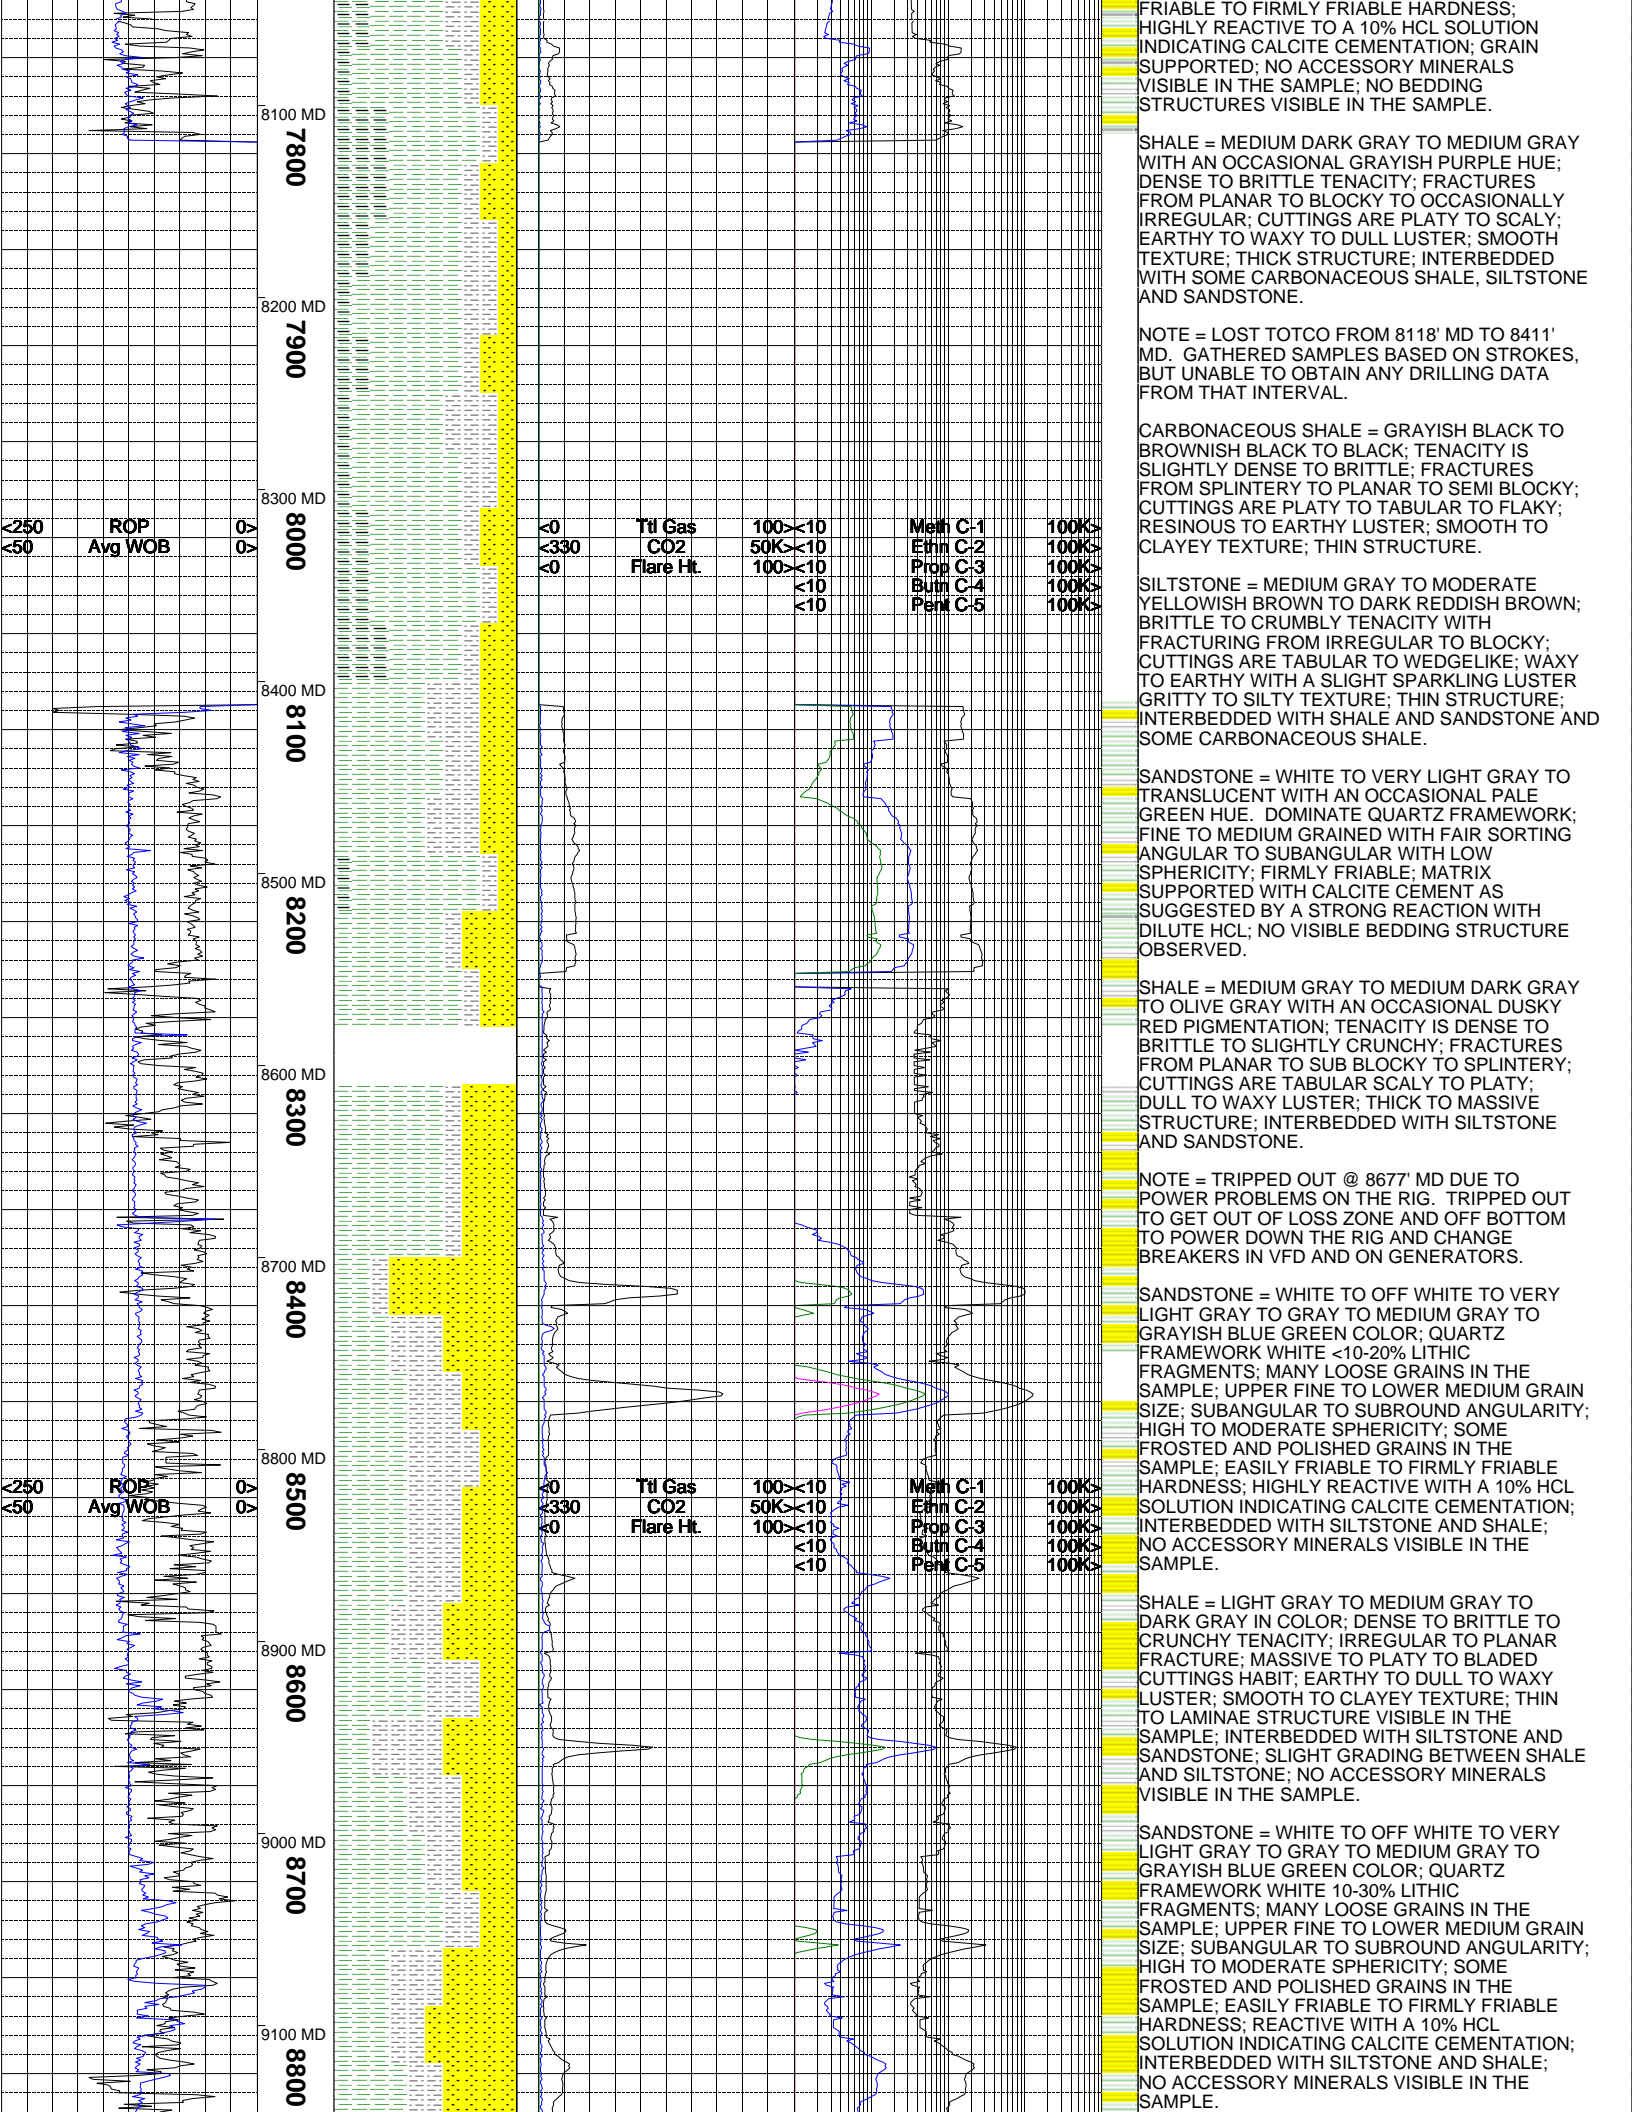 FRIABLE TO FIRMLY FRIABLE HARDNESS;
HIGHLY REACTIVE TO A 10% HCL SOLUTION
INDICATING CALCITE CEMENTATION; GRAIN
SUPPORTED; NO ACCESSORY MINERALS
VISIBLE IN THE SAMPLE; NO BEDDING
STRUCTURES VISIBLE IN THE SAMPLE.
8100 MD
7800
SHALE = MEDIUM DARK GRAY TO MEDIUM GRAY
WITH AN OCCASIONAL GRAYISH PURPLE HUE;
DENSE TO BRITTLE TENACITY; FRACTURES
FROM PLANAR TO BLOCKY TO OCCASIONALLY
IRREGULAR; CUTTINGS ARE PLATY TO SCALY;
EARTHY TO WAXY TO DULL LUSTER; SMOOTH
TEXTURE; THICK STRUCTURE; INTERBEDDED
WITH SOME CARBONACEOUS SHALE, SILTSTONE
AND SANDSTONE.
8200 MD
7900
NOTE = LOST TOTCO FROM 8118' MD TO 8411'
MD. GATHERED SAMPLES BASED ON STROKES,
BUT UNABLE TO OBTAIN ANY DRILLING DATA
FROM THAT INTERVAL.
CARBONACEOUS SHALE = GRAYISH BLACK TO
BROWNISH BLACK TO BLACK; TENACITY IS
SLIGHTLY DENSE TO BRITTLE; FRACTURES
FROM SPLINTERY TO PLANAR TO SEMI BLOCKY;
CUTTINGS ARE PLATY TO TABULAR TO FLAKY;
RESINOUS TO EARTHY LUSTER; SMOOTH TO
CLAYEY TEXTURE; THIN STRUCTURE.
8300 MD
8000
<250 ROP 0> <0 Ttl Gas 100> <10 Meth C-1 100K>
<50 Avg WOB 0> <330 CO2 50K> <10 Ethn C-2 100K>
<0 Flare Ht. 100> <10 Prop C-3 100K>
<10 Butn C-4 100K>
<10 Pent C-5 100K>
SILTSTONE = MEDIUM GRAY TO MODERATE
YELLOWISH BROWN TO DARK REDDISH BROWN;
BRITTLE TO CRUMBLY TENACITY WITH
FRACTURING FROM IRREGULAR TO BLOCKY;
CUTTINGS ARE TABULAR TO WEDGELIKE; WAXY
TO EARTHY WITH A SLIGHT SPARKLING LUSTER
GRITTY TO SILTY TEXTURE; THIN STRUCTURE;
INTERBEDDED WITH SHALE AND SANDSTONE AND
SOME CARBONACEOUS SHALE.
8400 MD
8100
SANDSTONE = WHITE TO VERY LIGHT GRAY TO
TRANSLUCENT WITH AN OCCASIONAL PALE
GREEN HUE. DOMINATE QUARTZ FRAMEWORK;
FINE TO MEDIUM GRAINED WITH FAIR SORTING
ANGULAR TO SUBANGULAR WITH LOW
SPHERICITY; FIRMLY FRIABLE; MATRIX
SUPPORTED WITH CALCITE CEMENT AS
SUGGESTED BY A STRONG REACTION WITH
DILUTE HCL; NO VISIBLE BEDDING STRUCTURE
OBSERVED.
8500 MD
8200
SHALE = MEDIUM GRAY TO MEDIUM DARK GRAY
TO OLIVE GRAY WITH AN OCCASIONAL DUSKY
RED PIGMENTATION; TENACITY IS DENSE TO
BRITTLE TO SLIGHTLY CRUNCHY; FRACTURES
FROM PLANAR TO SUB BLOCKY TO SPLINTERY;
CUTTINGS ARE TABULAR SCALY TO PLATY;
DULL TO WAXY LUSTER; THICK TO MASSIVE
STRUCTURE; INTERBEDDED WITH SILTSTONE
AND SANDSTONE.
8600 MD
8300
NOTE = TRIPPED OUT @ 8677' MD DUE TO
POWER PROBLEMS ON THE RIG. TRIPPED OUT
TO GET OUT OF LOSS ZONE AND OFF BOTTOM
TO POWER DOWN THE RIG AND CHANGE
BREAKERS IN VFD AND ON GENERATORS.
8700 MD
8400
SANDSTONE = WHITE TO OFF WHITE TO VERY
LIGHT GRAY TO GRAY TO MEDIUM GRAY TO
GRAYISH BLUE GREEN COLOR; QUARTZ
FRAMEWORK WHITE <10-20% LITHIC
FRAGMENTS; MANY LOOSE GRAINS IN THE
SAMPLE; UPPER FINE TO LOWER MEDIUM GRAIN
SIZE; SUBANGULAR TO SUBROUND ANGULARITY;
HIGH TO MODERATE SPHERICITY; SOME
FROSTED AND POLISHED GRAINS IN THE
SAMPLE; EASILY FRIABLE TO FIRMLY FRIABLE
HARDNESS; HIGHLY REACTIVE WITH A 10% HCL
SOLUTION INDICATING CALCITE CEMENTATION;
INTERBEDDED WITH SILTSTONE AND SHALE;
NO ACCESSORY MINERALS VISIBLE IN THE
SAMPLE.
8800 MD
8500
<250 ROP 0> <0 Ttl Gas 100> <10 Meth C-1 100K>
<50 Avg WOB 0> <330 CO2 50K> <10 Ethn C-2 100K>
<0 Flare Ht. 100> <10 Prop C-3 100K>
<10 Butn C-4 100K>
<10 Pent C-5 100K>
SHALE = LIGHT GRAY TO MEDIUM GRAY TO
DARK GRAY IN COLOR; DENSE TO BRITTLE TO
CRUNCHY TENACITY; IRREGULAR TO PLANAR
FRACTURE; MASSIVE TO PLATY TO BLADED
CUTTINGS HABIT; EARTHY TO DULL TO WAXY
LUSTER; SMOOTH TO CLAYEY TEXTURE; THIN
TO LAMINAE STRUCTURE VISIBLE IN THE
SAMPLE; INTERBEDDED WITH SILTSTONE AND
SANDSTONE; SLIGHT GRADING BETWEEN SHALE
AND SILTSTONE; NO ACCESSORY MINERALS
VISIBLE IN THE SAMPLE.
8900 MD
8600
9000 MD
8700
SANDSTONE = WHITE TO OFF WHITE TO VERY
LIGHT GRAY TO GRAY TO MEDIUM GRAY TO
GRAYISH BLUE GREEN COLOR; QUARTZ
FRAMEWORK WHITE 10-30% LITHIC
FRAGMENTS; MANY LOOSE GRAINS IN THE
SAMPLE; UPPER FINE TO LOWER MEDIUM GRAIN
SIZE; SUBANGULAR TO SUBROUND ANGULARITY;
HIGH TO MODERATE SPHERICITY; SOME
FROSTED AND POLISHED GRAINS IN THE
SAMPLE; EASILY FRIABLE TO FIRMLY FRIABLE
HARDNESS; REACTIVE WITH A 10% HCL
SOLUTION INDICATING CALCITE CEMENTATION;
INTERBEDDED WITH SILTSTONE AND SHALE;
NO ACCESSORY MINERALS VISIBLE IN THE
SAMPLE.
9100 MD
8800